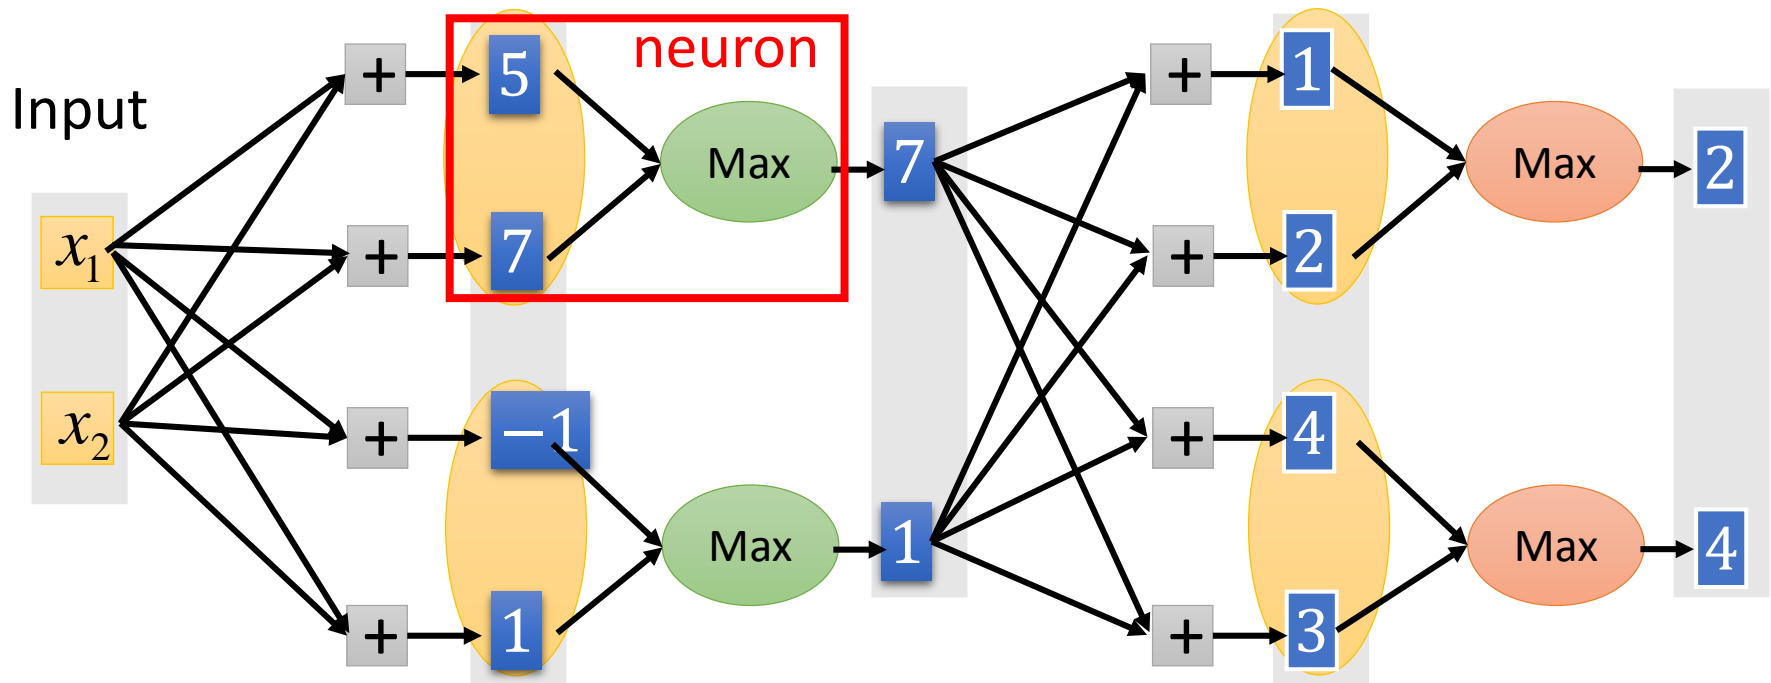 neuron
Input
+ 5 + 1
Max 7 Max 2
x₁ + 7 + 2
x₂ + −1 + 4
Max 1 Max 4
+ 1 + 3